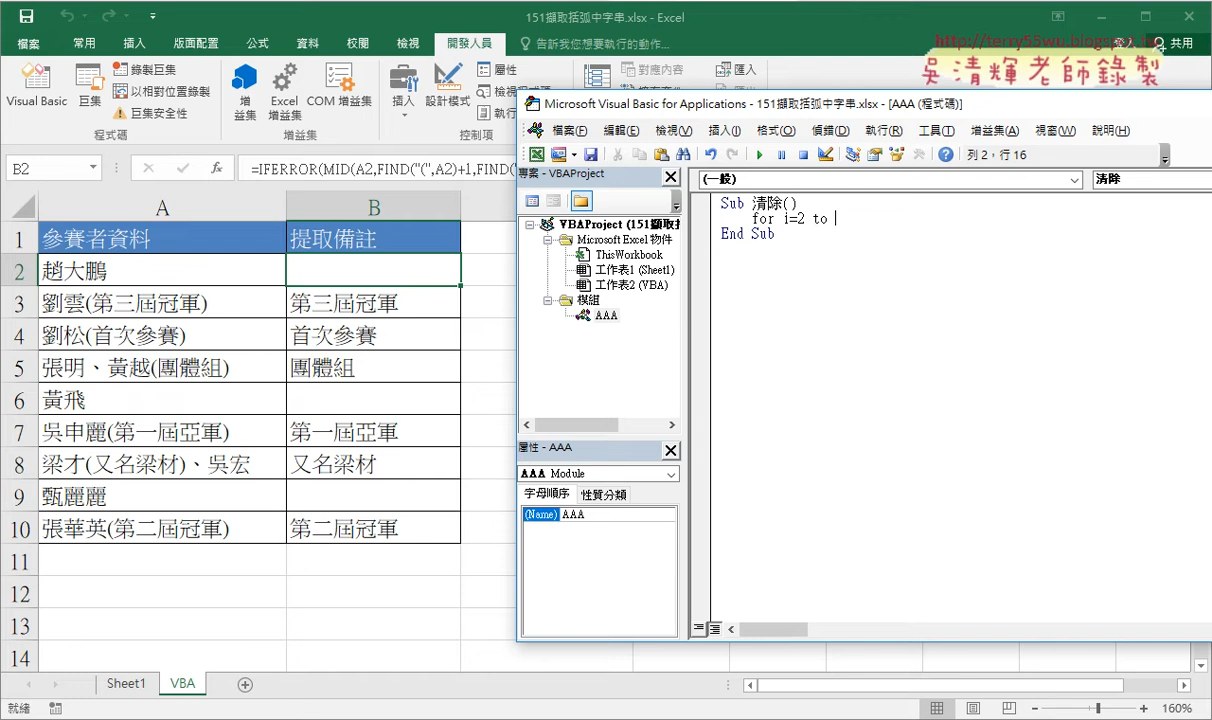 151擷取括弧中字串.xlsx - Excel
http://terry55wu.blogspot.tw
吳清輝老師錄製
檔案 常用 插入 版面配置 公式 資料 校閱 檢視 開發人員 告訴我您想要執行的動作... 登入 共用
Visual Basic 巨集 錄製巨集 以相對位置錄製 巨集安全性
程式碼
增益集 Excel 增益集 COM 增益集
增益集
插入 設計模式 屬性
控制項
對應內容 匯入
B2 =IFERROR(MID(A2,FIND("(",A2)+1,FIND("
A B
1 參賽者資料 提取備註
2 趙大鵬
3 劉雲(第三屆冠軍) 第三屆冠軍
4 劉松(首次參賽) 首次參賽
5 張明、黃越(團體組) 團體組
6 黃飛
7 吳申麗(第一屆亞軍) 第一屆亞軍
8 梁才(又名梁材)、吳宏 又名梁材
9 甄麗麗
10 張華英(第二屆冠軍) 第二屆冠軍
11
12
13
14
Sheet1 VBA
就緒 160%
Microsoft Visual Basic for Applications - 151擷取括弧中字串.xlsx - [AAA (程式碼)]
檔案(F) 編輯(E) 檢視(V) 插入(I) 格式(O) 偵錯(D) 執行(R) 工具(T) 增益集(A) 視窗(W) 說明(H)
列 2，行 16
專案 - VBAProject
VBAProject (151擷取括
Microsoft Excel 物件
ThisWorkbook
工作表1 (Sheet1)
工作表2 (VBA)
模組
AAA
屬性 - AAA
AAA Module
字母順序 性質分類
(Name) AAA
(一般) 清除
Sub 清除()
for i=2 to
End Sub